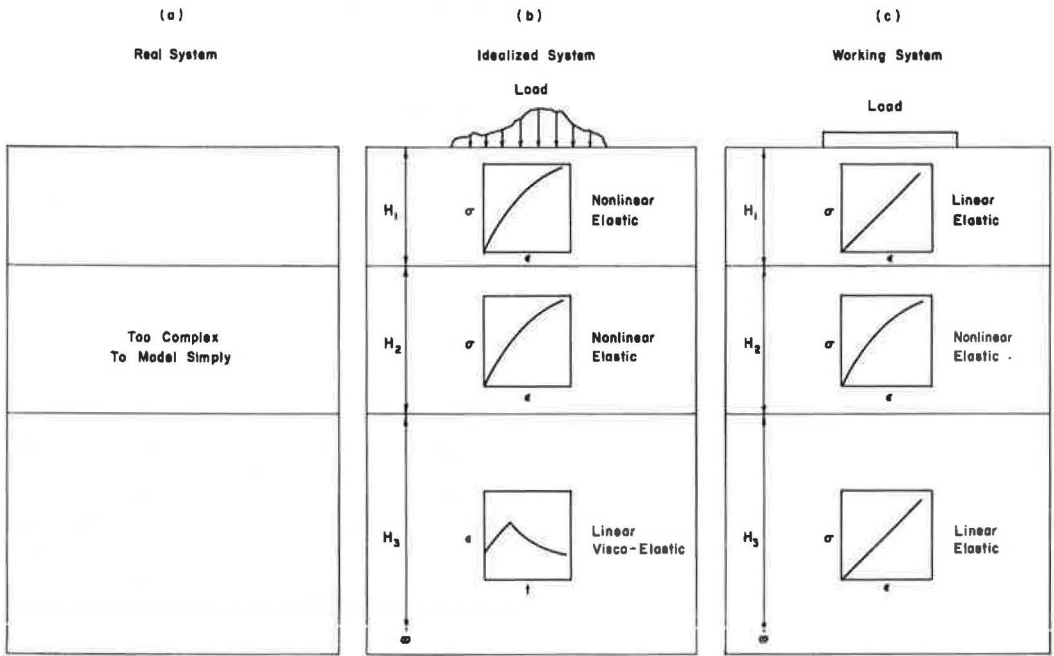 (a)
Real System
Too Complex
To Model Simply
(b)
Idealized System
Load
H1
σ
ϵ
Nonlinear
Elastic
H2
σ
ϵ
Nonlinear
Elastic
H3
ϵ
t
Linear
Visco-Elastic
∞
(c)
Working System
Load
H1
σ
ϵ
Linear
Elastic
H2
σ
ϵ
Nonlinear
Elastic
H3
σ
ϵ
Linear
Elastic
∞